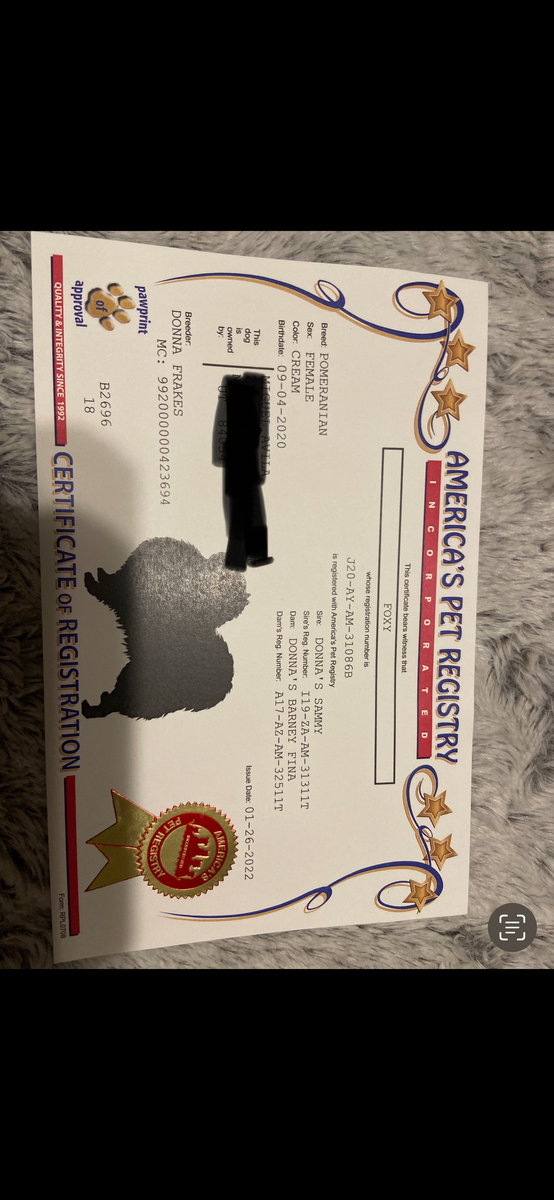 AMERICA'S PET REGISTRY
INCORPORATED
This certificate bears witness that
FOXY
whose registration number is
J20-AY-AM-31086B
is registered with America's Pet Registry
Breed: POMERANIAN
Sex: FEMALE
Color: CREAM
Birthdate: 09-04-2020
Sire: DONNA'S SAMMY
Sire's Reg. Number: I19-ZA-AM-31311T
Dam: DONNA'S BARNEY FINA
Dam's Reg. Number: A17-AZ-AM-32511T
This
dog
is
owned
by:
Issue Date: 01-26-2022
Breeder:
DONNA FRAKES
MC: 992000000423694
pawprint
of
approval
B2696
18
AMERICA'S
PET REGISTRY
QUALITY & INTEGRITY SINCE 1992
CERTIFICATE OF REGISTRATION